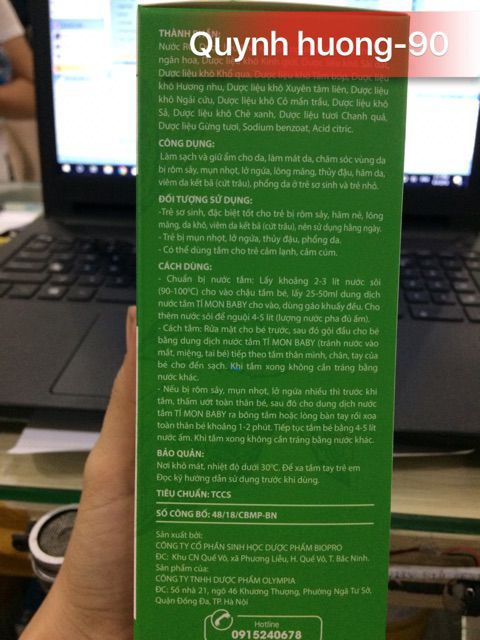 Quynh huong-90
THÀNH PHẦN:
Nước R
ngân hoa, Dược liệu khô Kinh giới,
Dược liệu khô Khổ qua, Dược liệu
khô Hương nhu, Dược liệu khô Xuyên tâm liên, Dược liệu
khô Ngải cứu, Dược liệu khô Cỏ mần trầu, Dược liệu khô
Sả, Dược liệu khô Chè xanh, Dược liệu tươi Chanh quả,
Dược liệu Gừng tươi, Sodium benzoat, Acid citric.
CÔNG DỤNG:
Làm sạch và giữ ẩm cho da, làm mát da, chăm sóc vùng da
bị rôm sảy, mụn nhọt, lở ngứa, lông măng, thủy đậu, hăm da,
viêm da kết bã (cứt trâu), phồng da ở trẻ sơ sinh và trẻ nhỏ.
ĐỐI TƯỢNG SỬ DỤNG:
-Trẻ sơ sinh, đặc biệt tốt cho trẻ bị rôm sảy, hăm nẻ, lông
măng, da khô, viêm da kết bã (cứt trâu), nên sử dụng hằng ngày.
- Trẻ bị mụn nhọt, lở ngứa, thủy đậu, phồng da.
- Có thể dùng tắm cho trẻ cảm lạnh, cảm cúm.
CÁCH DÙNG:
- Chuẩn bị nước tắm: Lấy khoảng 2-3 lít nước sôi
(90-100°C) cho vào chậu tắm bé, lấy 25-50ml dung dịch
nước tắm TỈ MON BABY cho vào, dùng gáo khuấy đều. Cho
thêm nước sôi để nguội 4-5 lít (lượng nước pha đủ ấm).
- Cách tắm: Rửa mặt cho bé trước, sau đó gội đầu cho bé
bằng dung dịch nước tắm TỈ MON BABY (tránh nước vào
mắt, miệng, tai bé) tiếp theo tắm thân mình, chân, tay của
bé cho đến sạch. Khi tắm xong không cần tráng bằng
nước khác.
- Nếu bị rôm sảy, mụn nhọt, lở ngứa nhiều thì trước khi
tắm, thấm ướt toàn thân bé, sau đó cho dung dịch nước
tắm TỈ MON BABY ra bông tắm hoặc lòng bàn tay rồi xoa
toàn thân bé khoảng 1-2 phút. Tiếp tục tắm bé bằng 4-5 lít
nước ấm. Khi tắm xong không cần tráng bằng nước khác.
BẢO QUẢN:
Nơi khô mát, nhiệt độ dưới 30°C. Để xa tầm tay trẻ em
Đọc kỹ hướng dẫn sử dụng trước khi dùng.
TIÊU CHUẨN: TCCS
SỐ CÔNG BỐ: 48/18/CBMP-BN
Sản xuất bởi:
CÔNG TY CỔ PHẦN SINH HỌC DƯỢC PHẨM BIOPRO
ĐC: Khu CN Quế Võ, xã Phương Liễu, H. Quế Võ, T. Bắc Ninh.
Sản phẩm của:
CÔNG TY TNHH DƯỢC PHẨM OLYMPIA
ĐC: Số nhà 21, ngõ 46 Khương Thượng, Phường Ngã Tư Sở,
Quận Đống Đa, TP. Hà Nội
Hotline
0915240678